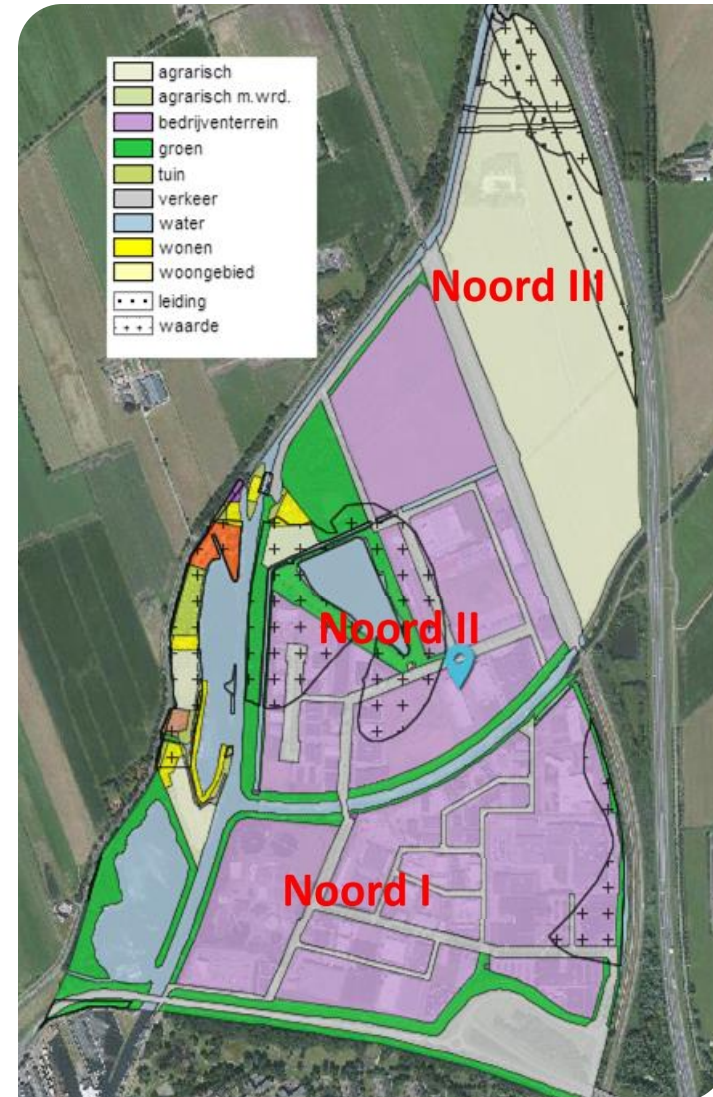 agrarisch
agrarisch m.wrd.
bedrijventerrein
groen
tuin
verkeer
water
wonen
woongebied
leiding
waarde
Noord III
Noord II
Noord I